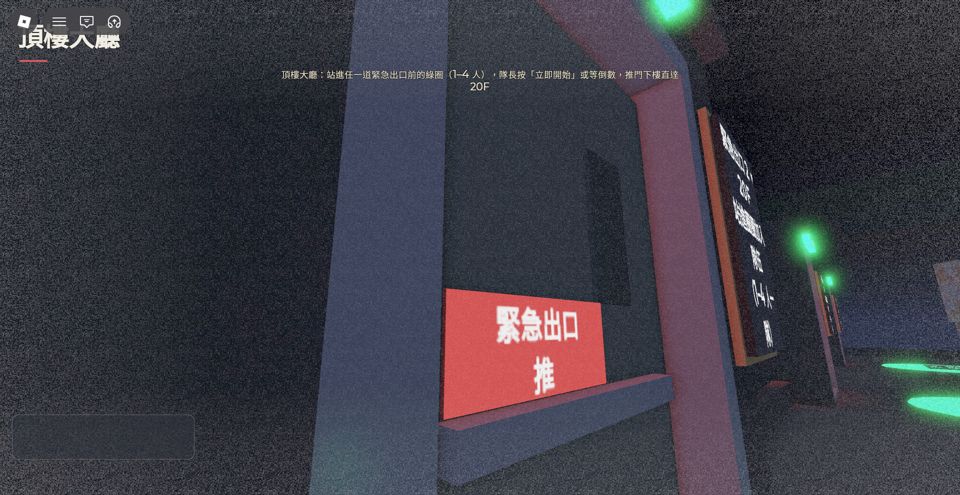 頂樓大廳
頂樓大廳：站進任一道緊急出口前的綠圈（1–4 人），隊長按「立即開始」或等倒數，推門下樓直達
20F
緊急出口
推